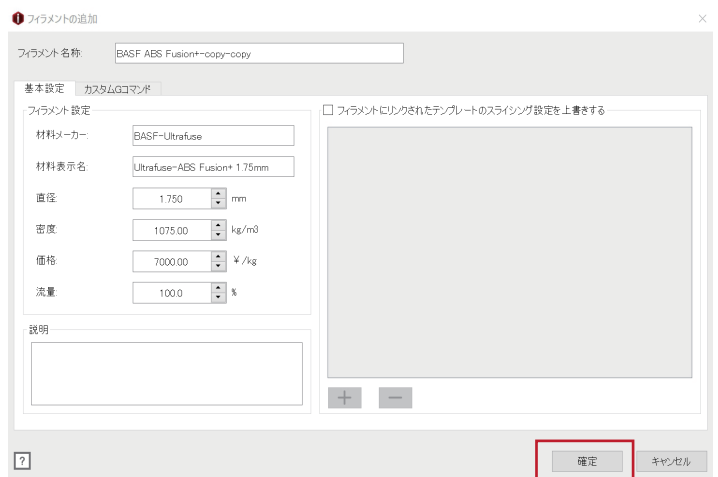 フィラメントの追加
フィラメント名称: BASF ABS Fusion+-copy-copy
基本設定 カスタムGコマンド
フィラメント設定
材料メーカー: BASF-Ultrafuse
材料表示名: Ultrafuse-ABS Fusion+ 1.75mm
直径: 1.750 mm
密度: 1075.00 kg/m3
価格: 7000.00 ¥/kg
流量: 100.0 %
説明
フィラメントにリンクされたテンプレートのスライシング設定を上書きする
+ −
?
確定 キャンセル